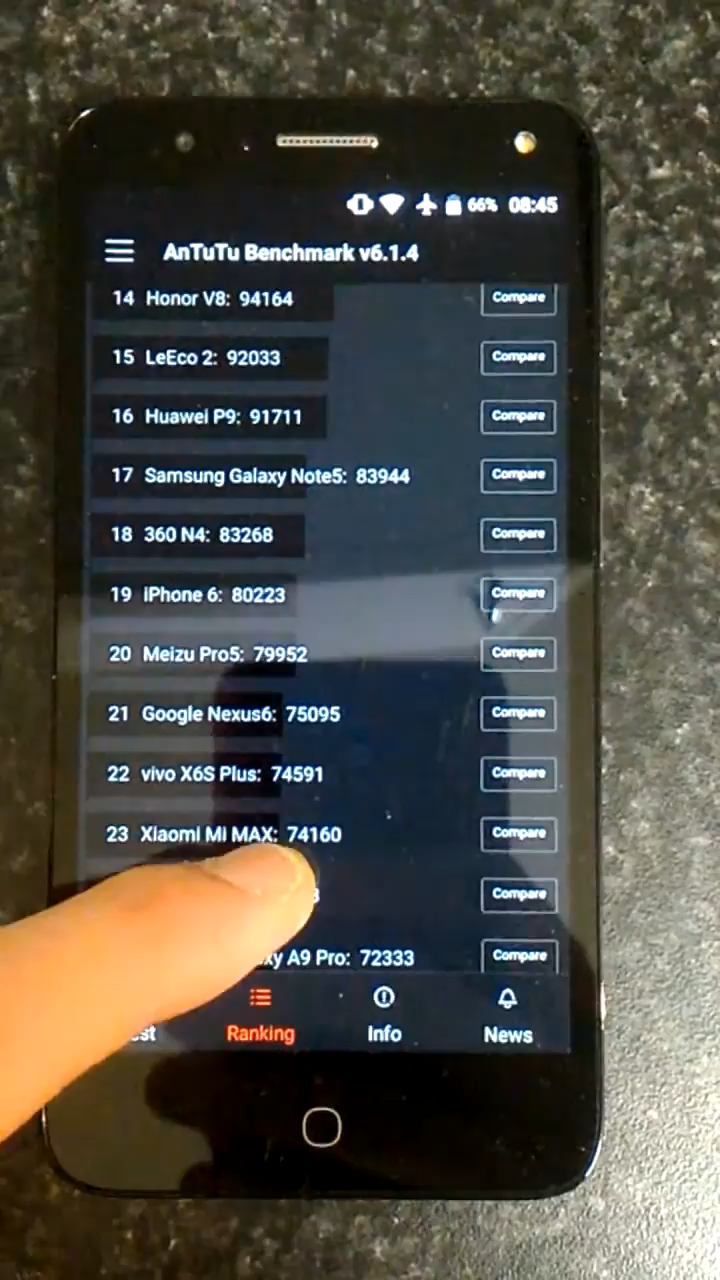 66% 08:45
AnTuTu Benchmark v6.1.4
14 Honor V8: 94164 Compare
15 LeEco 2: 92033 Compare
16 Huawei P9: 91711 Compare
17 Samsung Galaxy Note5: 83944 Compare
18 360 N4: 83268 Compare
19 iPhone 6: 80223 Compare
20 Meizu Pro5: 79952 Compare
21 Google Nexus6: 75095 Compare
22 vivo X6S Plus: 74591 Compare
23 Xiaomi MI MAX: 74160 Compare
Compare
A9 Pro: 72333 Compare
Ranking Info News